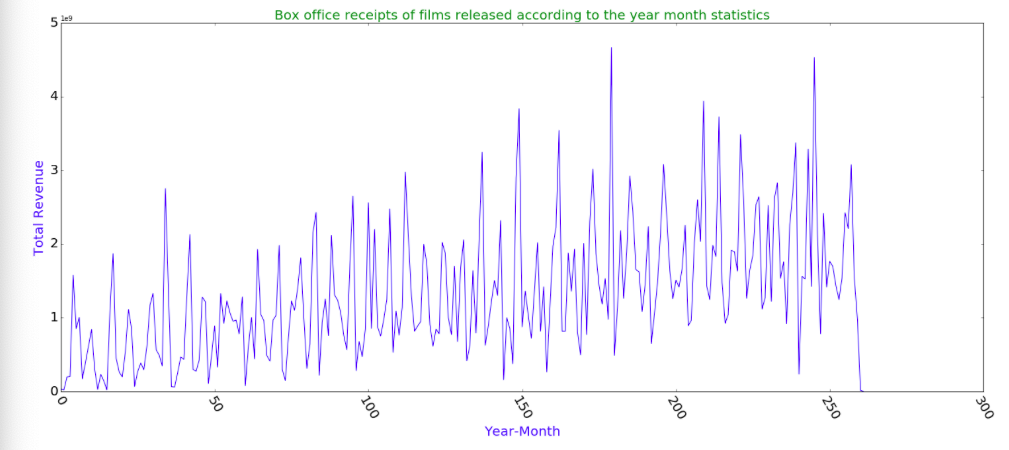 Box office receipts of films released according to the year month statistics
1e9
5
4
3
2
1
0
Total Revenue
0 50 100 150 200 250 300
Year-Month